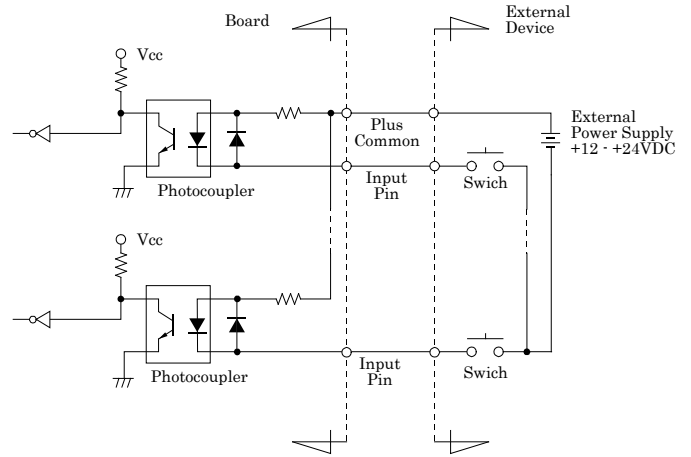 Board
External
Device
Vcc
Plus
Common
External
Power Supply
+12 - +24VDC
Photocoupler
Input
Pin
Swich
Vcc
Photocoupler
Input
Pin
Swich